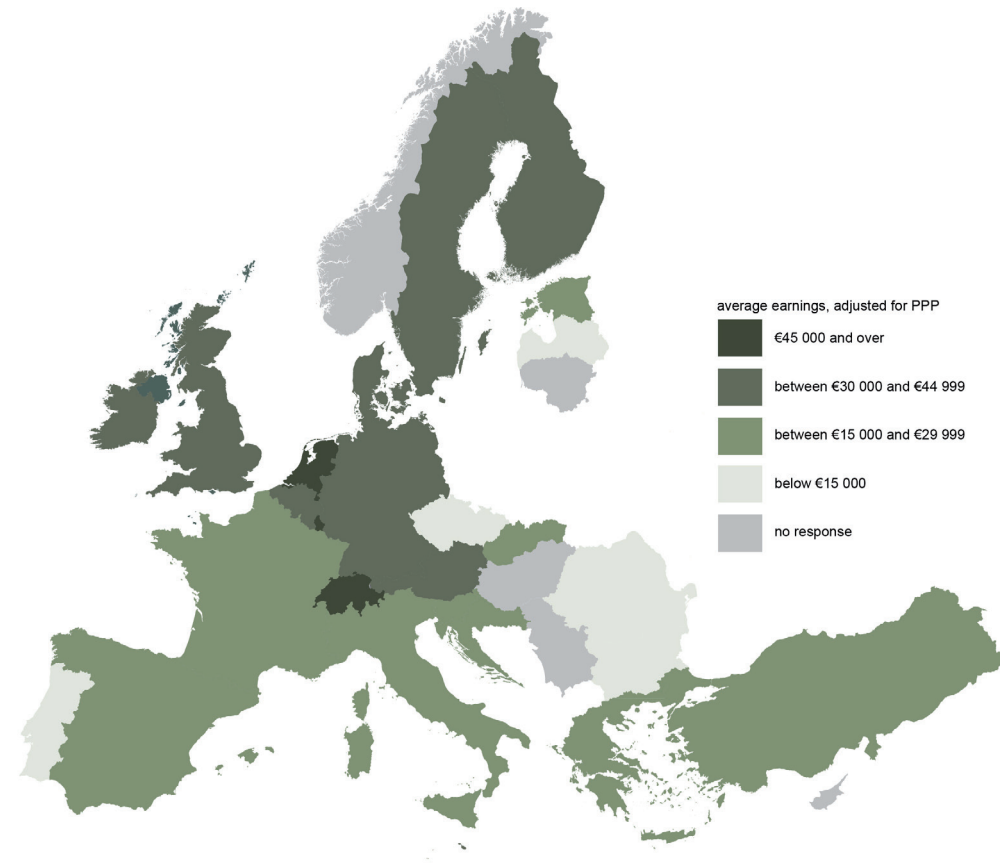 average earnings, adjusted for PPP
€45 000 and over
between €30 000 and €44 999
between €15 000 and €29 999
below €15 000
no response